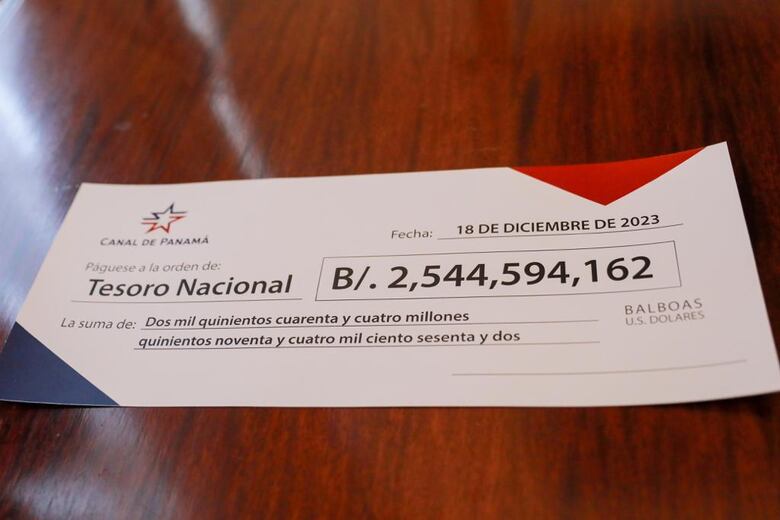 CANAL DE PANAMÁ
Fecha: 18 DE DICIEMBRE DE 2023
Páguese a la orden de:
Tesoro Nacional
B/. 2,544,594,162
La suma de: Dos mil quinientos cuarenta y cuatro millones
quinientos noventa y cuatro mil ciento sesenta y dos
BALBOAS
U.S. DOLARES